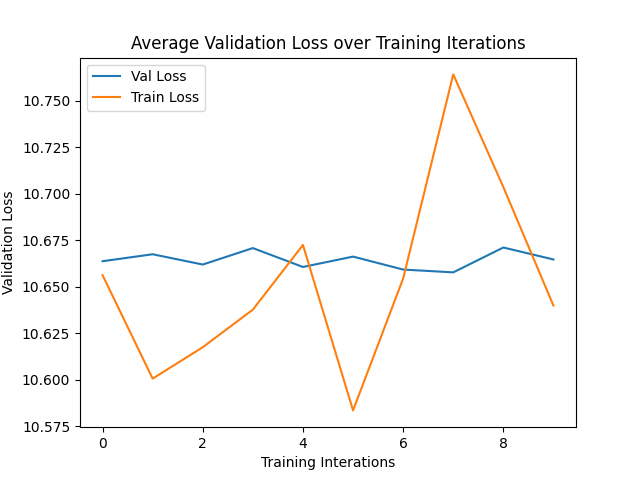 Average Validation Loss over Training Iterations
Val Loss
Train Loss
Validation Loss
10.750
10.725
10.700
10.675
10.650
10.625
10.600
10.575
0 2 4 6 8
Training Interations